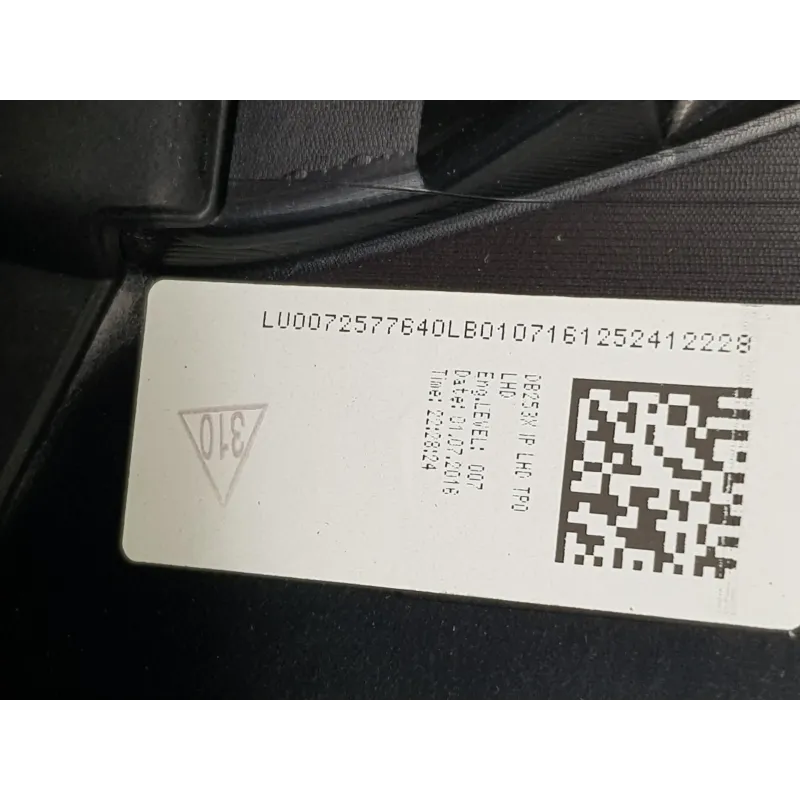 LU0072577640LB0107161252412228
DB253X IP LHD TPO
LHD
Eng.LEVEL: 007
Date: 01.07.2016
Time: 22:28:24
310